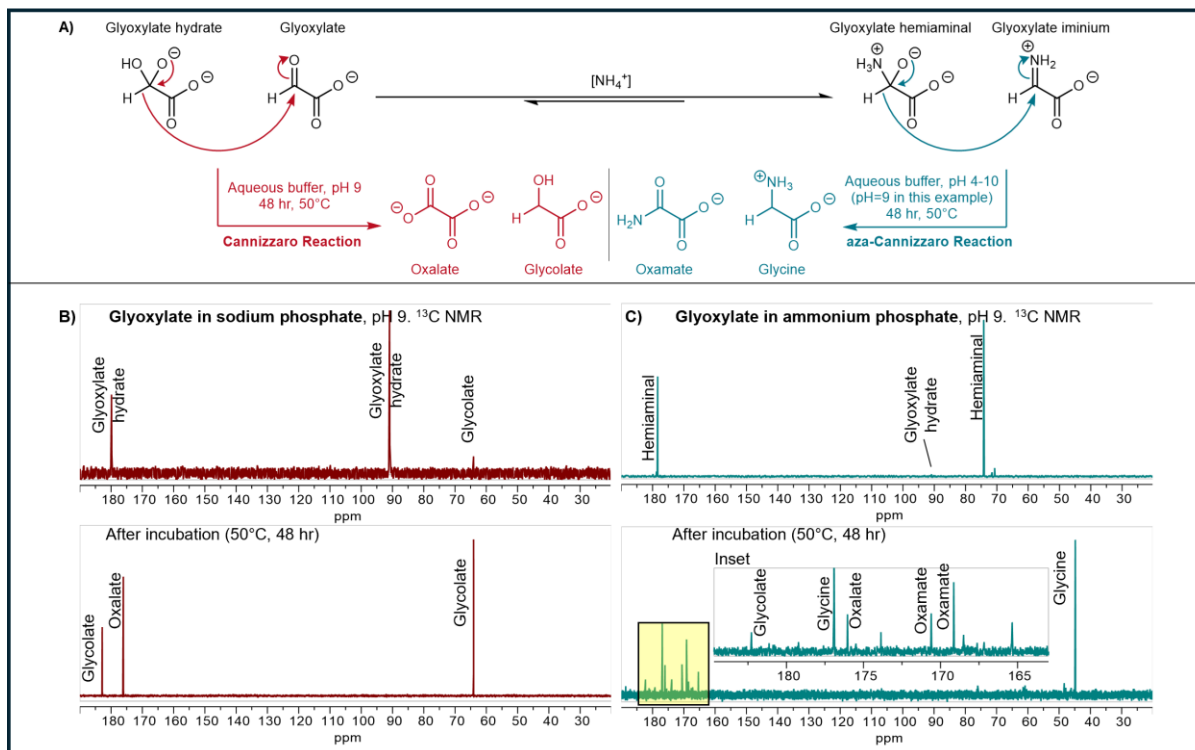 A)
Glyoxylate hydrate
Glyoxylate
Glyoxylate hemiaminal
Glyoxylate iminium
HO O ⊖
H O ⊖
O
O
H O ⊖
O
[NH₄⁺]
⊕
H₃N O ⊖
H O ⊖
O
⊕
NH₂
H O ⊖
O
Aqueous buffer, pH 9
48 hr, 50°C
Cannizzaro Reaction
O
⊖ O O ⊖
O
Oxalate
OH
H O ⊖
O
Glycolate
O
H₂N O ⊖
O
Oxamate
⊕ NH₃
H O ⊖
O
Glycine
Aqueous buffer, pH 4-10
(pH=9 in this example)
48 hr, 50°C
aza-Cannizzaro Reaction
B) Glyoxylate in sodium phosphate, pH 9. ¹³C NMR
Glyoxylate
hydrate
Glyoxylate
hydrate
Glycolate
180 170 160 150 140 130 120 110 100 90 80 70 60 50 40 30
ppm
After incubation (50°C, 48 hr)
Glycolate
Oxalate
Glycolate
180 170 160 150 140 130 120 110 100 90 80 70 60 50 40 30
ppm
C) Glyoxylate in ammonium phosphate, pH 9. ¹³C NMR
Hemiaminal
Glyoxylate
hydrate
Hemiaminal
180 170 160 150 140 130 120 110 100 90 80 70 60 50 40 30
ppm
After incubation (50°C, 48 hr)
Inset
Glycolate
Glycine
Oxalate
Oxamate
Oxamate
180 175 170 165
Glycine
180 170 160 150 140 130 120 110 100 90 80 70 60 50 40 30
ppm